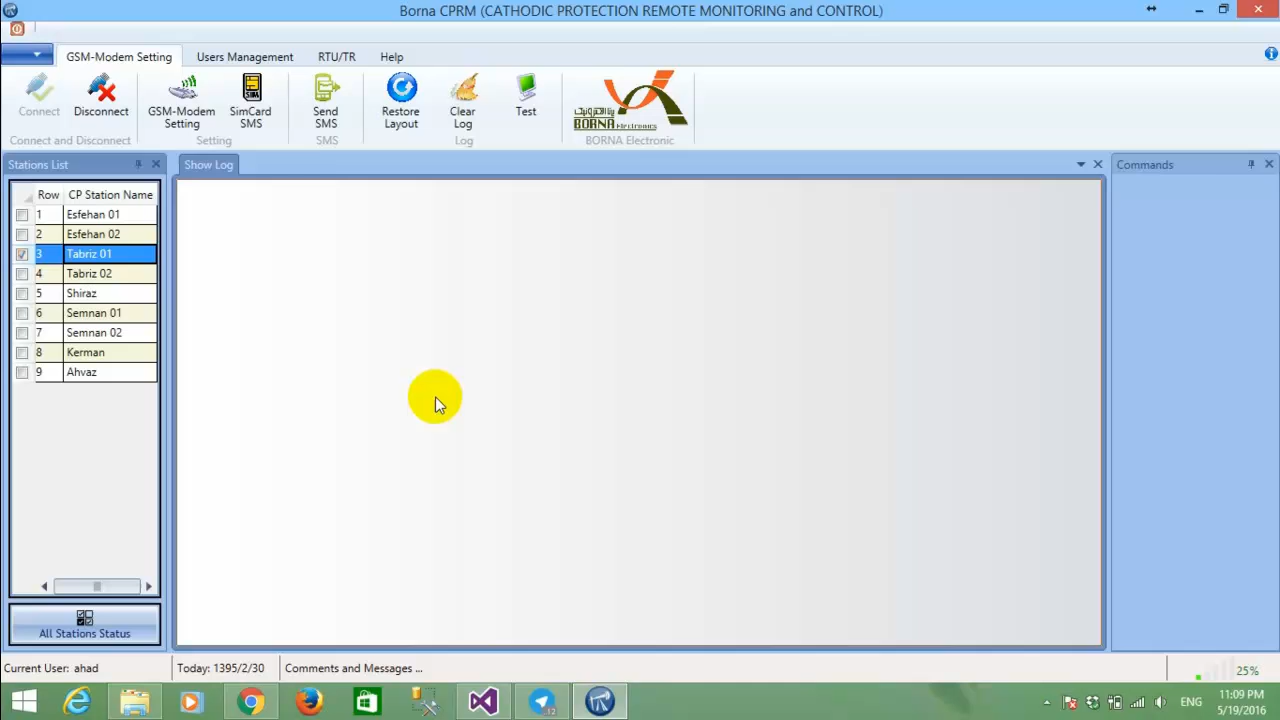 Borna CPRM (CATHODIC PROTECTION REMOTE MONITORING and CONTROL)
GSM-Modem Setting
Users Management
RTU/TR
Help
Connect
Disconnect
Connect and Disconnect
GSM-Modem
Setting
SimCard
SMS
Setting
Send
SMS
SMS
Restore
Layout
Clear
Log
Log
Test
برنا الکترونیک
BORNA Electronics
BORNA Electronic
Stations List
Row CP Station Name
1 Esfehan 01
2 Esfehan 02
3 Tabriz 01
4 Tabriz 02
5 Shiraz
6 Semnan 01
7 Semnan 02
8 Kerman
9 Ahvaz
All Stations Status
Show Log
Commands
Current User: ahad
Today: 1395/2/30
Comments and Messages ...
25%
12
ENG
11:09 PM
5/19/2016